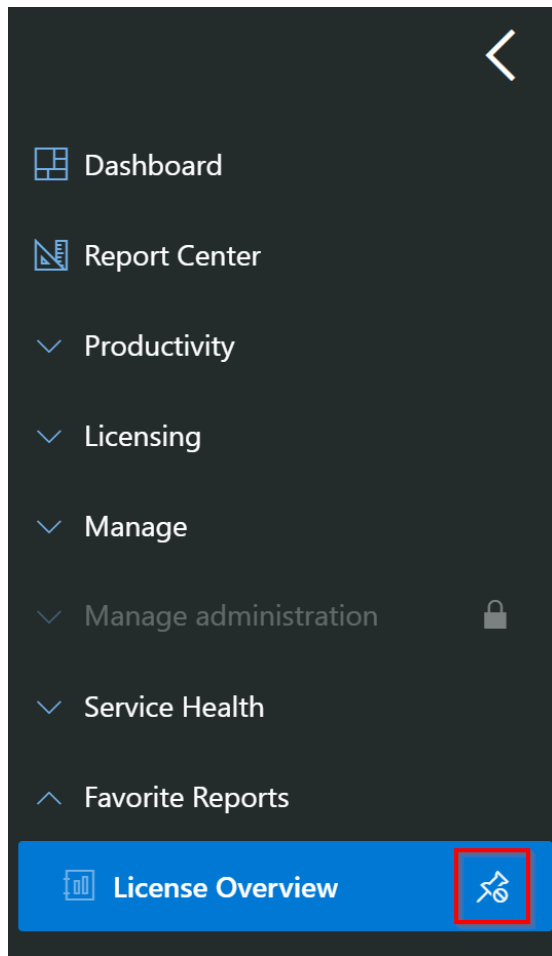 Dashboard
Report Center
Productivity
Licensing
Manage
Manage administration
Service Health
Favorite Reports
License Overview